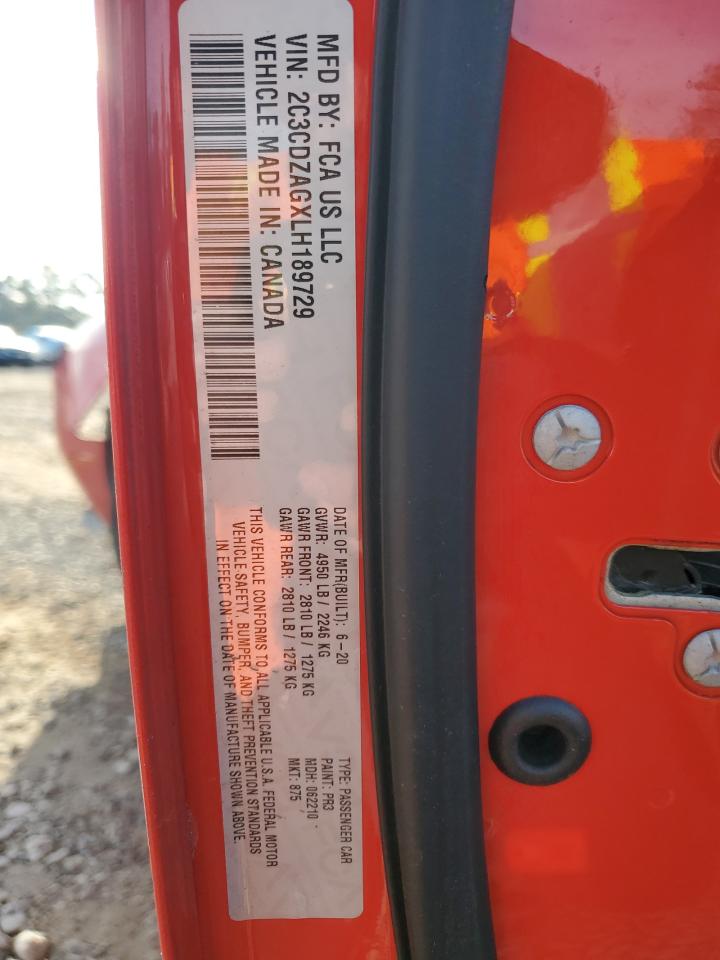 MFD BY: FCA US LLC
VIN: 2C3CDZAGXLH189729
VEHICLE MADE IN: CANADA
DATE OF MFR(BUILT): 6-20
GVWR: 4950 LB / 2246 KG
GAWR FRONT: 2810 LB / 1275 KG
GAWR REAR: 2810 LB / 1275 KG
THIS VEHICLE CONFORMS TO ALL APPLICABLE U.S.A. FEDERAL MOTOR
VEHICLE SAFETY, BUMPER, AND THEFT PREVENTION STANDARDS
IN EFFECT ON THE DATE OF MANUFACTURE SHOWN ABOVE.
TYPE: PASSENGER CAR
PAINT: PR3
MDH: 062210 -
MKT: 875